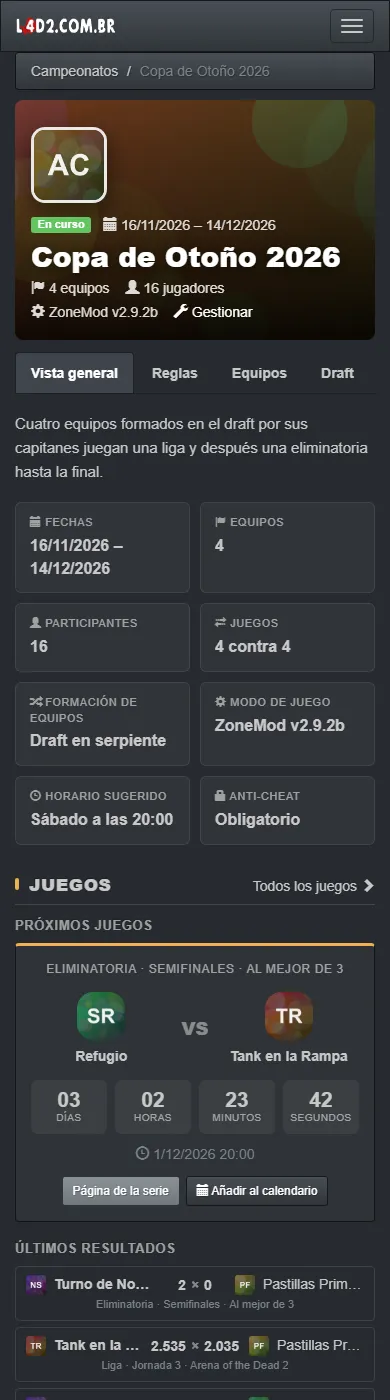 L4D2.COM.BR
Campeonatos / Copa de Otoño 2026
AC
En curso 16/11/2026 – 14/12/2026
Copa de Otoño 2026
4 equipos 16 jugadores
ZoneMod v2.9.2b Gestionar
Vista general Reglas Equipos Draft
Cuatro equipos formados en el draft por sus
capitanes juegan una liga y después una eliminatoria
hasta la final.
FECHAS
16/11/2026 –
14/12/2026
EQUIPOS
4
PARTICIPANTES
16
JUEGOS
4 contra 4
FORMACIÓN DE
EQUIPOS
Draft en serpiente
MODO DE JUEGO
ZoneMod v2.9.2b
HORARIO SUGERIDO
Sábado a las 20:00
ANTI-CHEAT
Obligatorio
JUEGOS
Todos los juegos
PRÓXIMOS JUEGOS
ELIMINATORIA · SEMIFINALES · AL MEJOR DE 3
SR
Refugio
VS
TR
Tank en la Rampa
03 DÍAS
02 HORAS
23 MINUTOS
42 SEGUNDOS
1/12/2026 20:00
Página de la serie Añadir al calendario
ÚLTIMOS RESULTADOS
NS Turno de No... 2 × 0 PF Pastillas Prim...
Eliminatoria · Semifinales · Al mejor de 3
TR Tank en la ... 2.535 × 2.035 PF Pastillas Pr...
Liga · Jornada 3 · Arena of the Dead 2